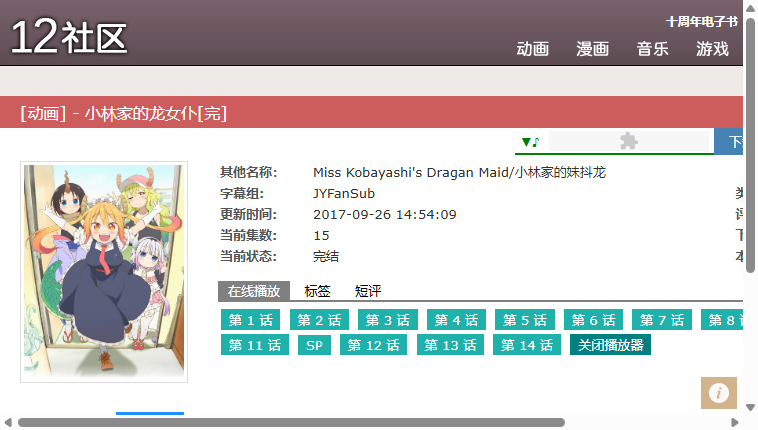 12社区
十周年电子书
动画 漫画 音乐 游戏
[动画] - 小林家的龙女仆[完]
▼♪
其他名称: Miss Kobayashi's Dragan Maid/小林家的妹抖龙
字幕组: JYFanSub
更新时间: 2017-09-26 14:54:09
当前集数: 15
当前状态: 完结
在线播放 标签 短评
第 1 话 第 2 话 第 3 话 第 4 话 第 5 话 第 6 话 第 7 话 第 8
第 11 话 SP 第 12 话 第 13 话 第 14 话 关闭播放器